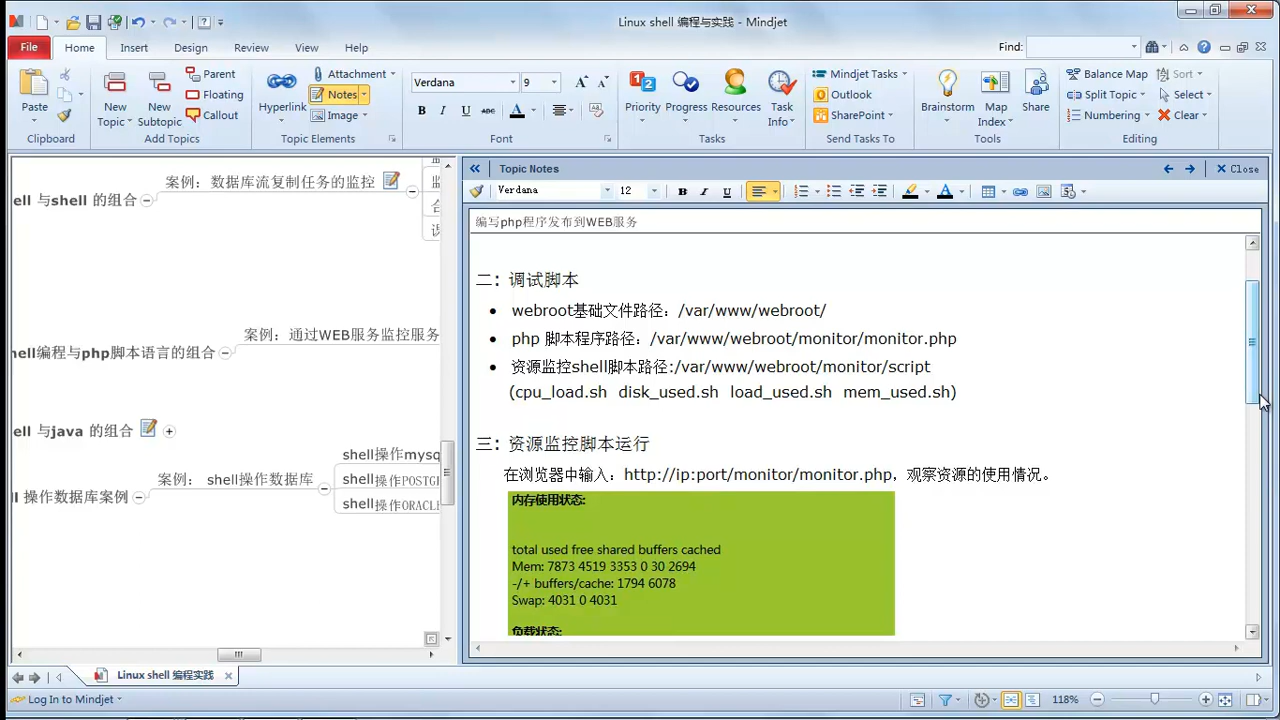 Linux shell 编程与实践 - Mindjet
File Home Insert Design Review View Help
Find:
Paste
Clipboard
New Topic
New Subtopic
Parent
Floating
Callout
Add Topics
Hyperlink
Attachment
Notes
Image
Topic Elements
Verdana 9
B I U abc A
Font
Priority
Progress
Resources
Task Info
Tasks
Mindjet Tasks
Outlook
SharePoint
Send Tasks To
Brainstorm
Map Index
Share
Tools
Balance Map
Split Topic
Numbering
Sort
Select
Clear
Editing
案例：数据库流复制任务的监控
ell 与shell 的组合
案例：通过WEB服务监控服务
hell编程与php脚本语言的组合
ell 与java 的组合
shell操作mysq
案例： shell操作数据库
shell操作POSTGI
ll 操作数据库案例
shell操作ORACLE
Topic Notes
Close
Verdana 12
B I U
编写php程序发布到WEB服务
二：调试脚本
• webroot基础文件路径：/var/www/webroot/
• php 脚本程序路径：/var/www/webroot/monitor/monitor.php
• 资源监控shell脚本路径:/var/www/webroot/monitor/script
(cpu_load.sh disk_used.sh load_used.sh mem_used.sh)
三：资源监控脚本运行
在浏览器中输入：http://ip:port/monitor/monitor.php，观察资源的使用情况。
内存使用状态:
total used free shared buffers cached
Mem: 7873 4519 3353 0 30 2694
-/+ buffers/cache: 1794 6078
Swap: 4031 0 4031
负载状态:
Linux shell 编程实践
Log In to Mindjet
118%